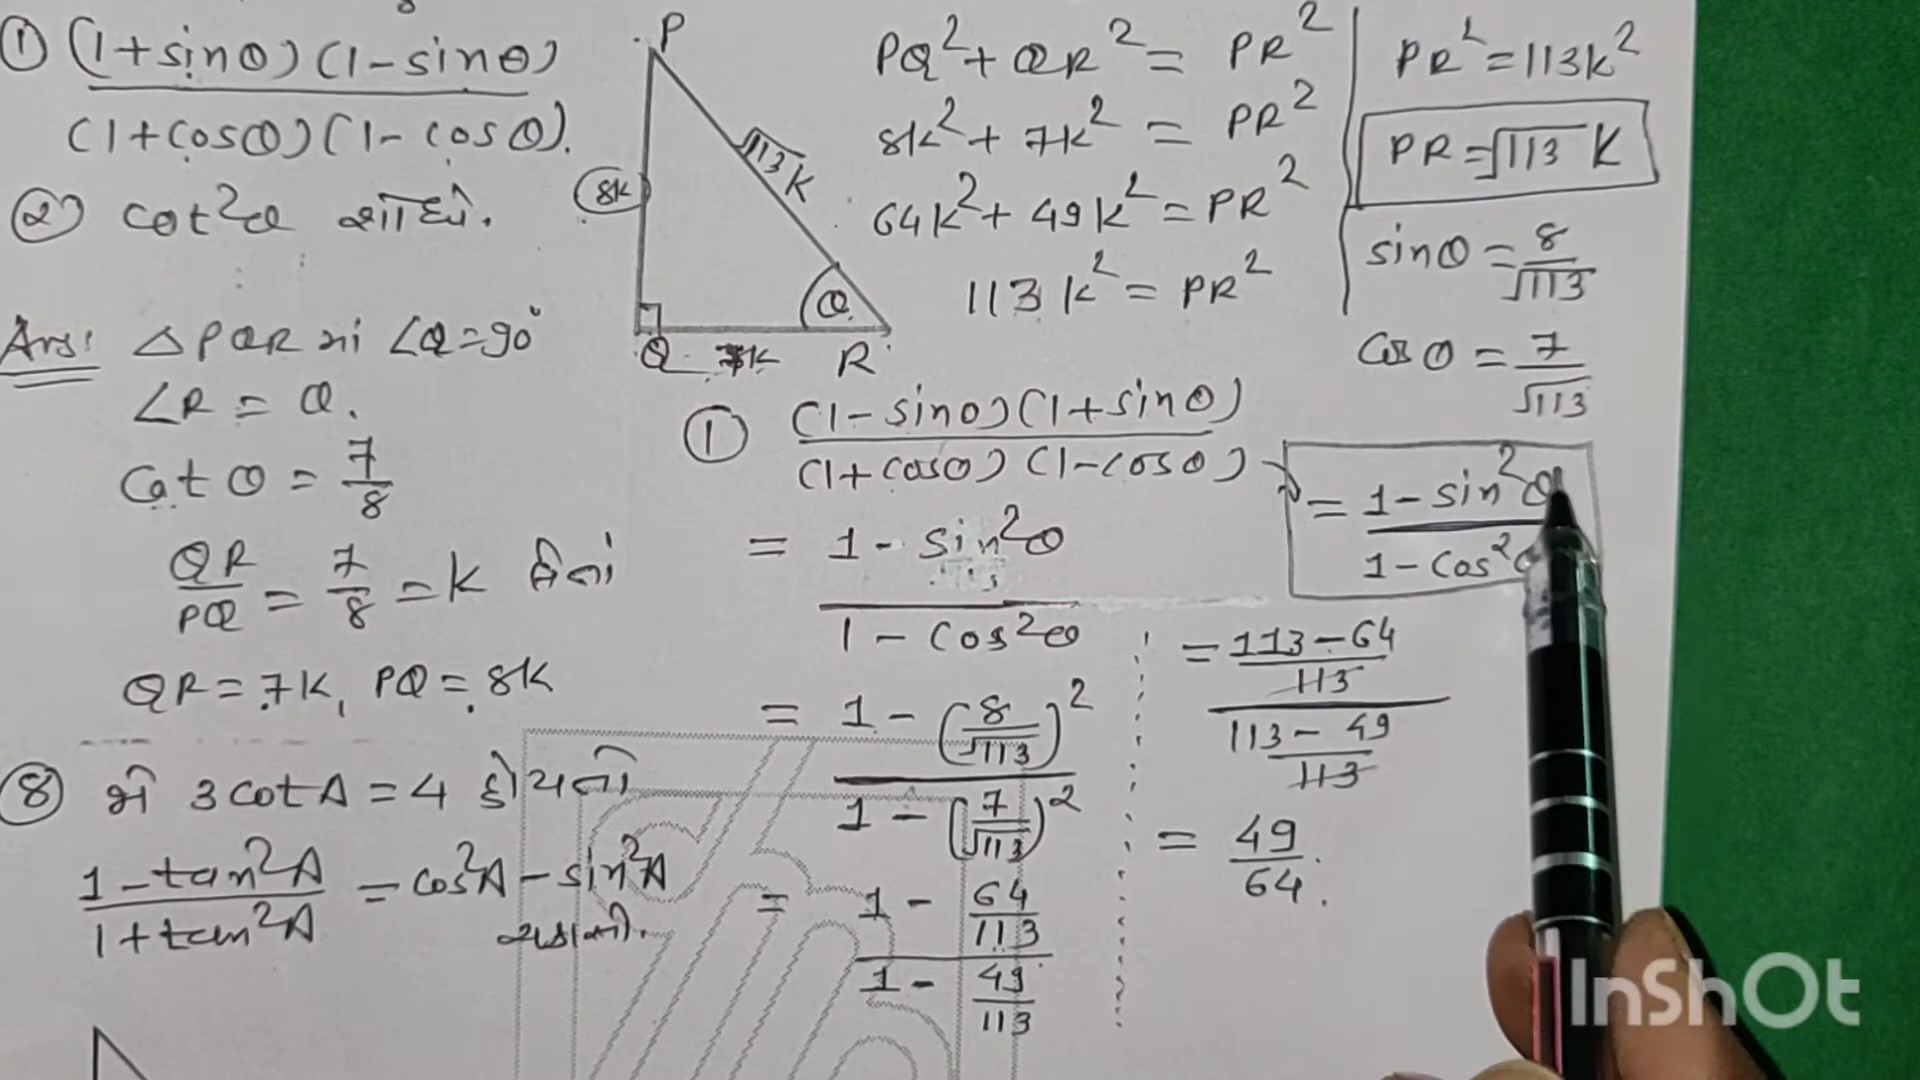 ① (1+sinθ)(1-sinθ)
(1+cosθ)(1-cosθ).
② cot²θ શોધો.
Ans: △PQR માં ∠Q=90°
∠R = θ.
Cot θ = 7/8
QR/PQ = 7/8 = K
QR = 7K, PQ = 8K
⑧ જો 3cotA = 4 હોય તો
1-tan²A/1+tan²A = cos²A - sin²A
P
8K
√113 K
θ
Q 7K R
PQ² + QR² = PR²
8K² + 7K² = PR²
64K² + 49K² = PR²
113K² = PR²
PR² = 113K²
PR = √113 K
sinθ = 8/√113
cosθ = 7/√113
① (1-sinθ)(1+sinθ)
(1+cosθ)(1-cosθ)
= 1-sin²θ
1-cos²
= 1 - sin²θ
1 - cos²θ
= 1 - (8/√113)²
1 - (7/√113)²
= 1 - 64/113
1 - 49/113
= 113-64/113
113-49/113
= 49/64.
InShOt